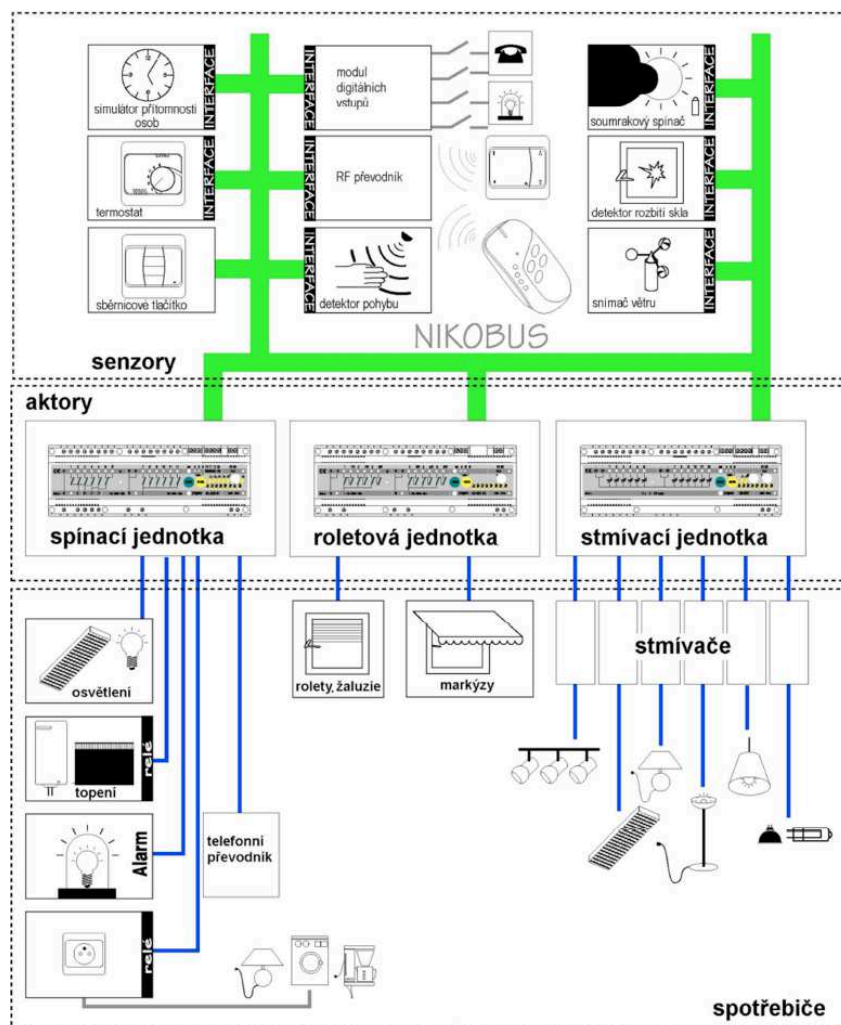 simulátor přítomnosti
osob
INTERFACE
INTERFACE
modul
digitálních
vstupů
soumrakový spínač
INTERFACE
termostat
INTERFACE
INTERFACE
RF převodník
detektor rozbití skla
INTERFACE
sběrnicové tlačítko
INTERFACE
detektor pohybu
snímač větru
INTERFACE
NIKOBUS
senzory
aktory
spínací jednotka
roletová jednotka
stmívací jednotka
osvětlení
rolety, žaluzie
markýzy
stmívače
topení
relé
Alarm
telefonní
převodník
relé
spotřebiče